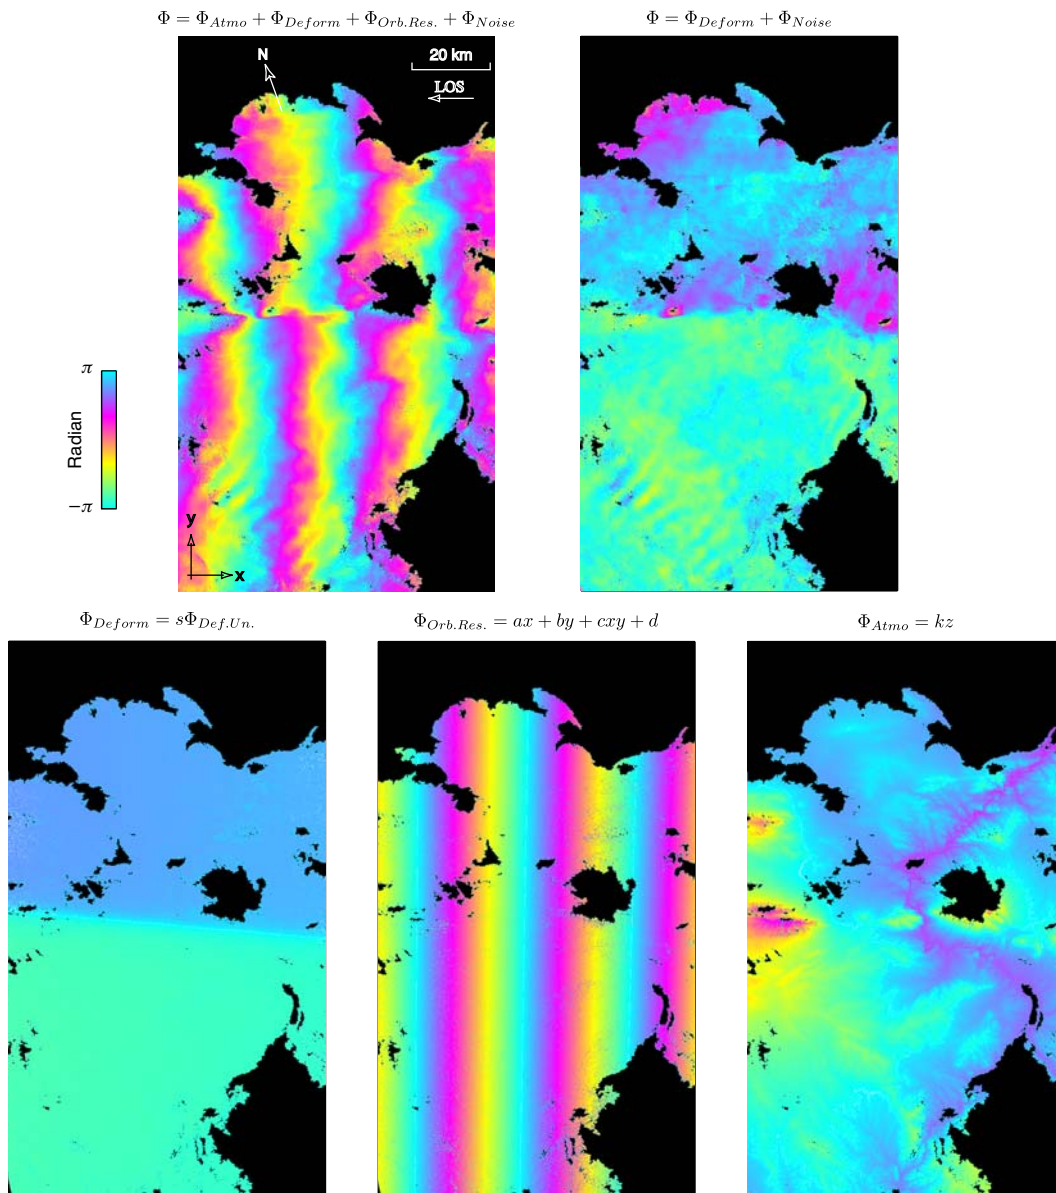 Φ = Φ_Atmo + Φ_Deform + Φ_Orb.Res. + Φ_Noise
Φ = Φ_Deform + Φ_Noise
N
20 km
LOS
π
Radian
−π
y
x
Φ_Deform = sΦ_Def.Un.
Φ_Orb.Res. = ax + by + cxy + d
Φ_Atmo = kz